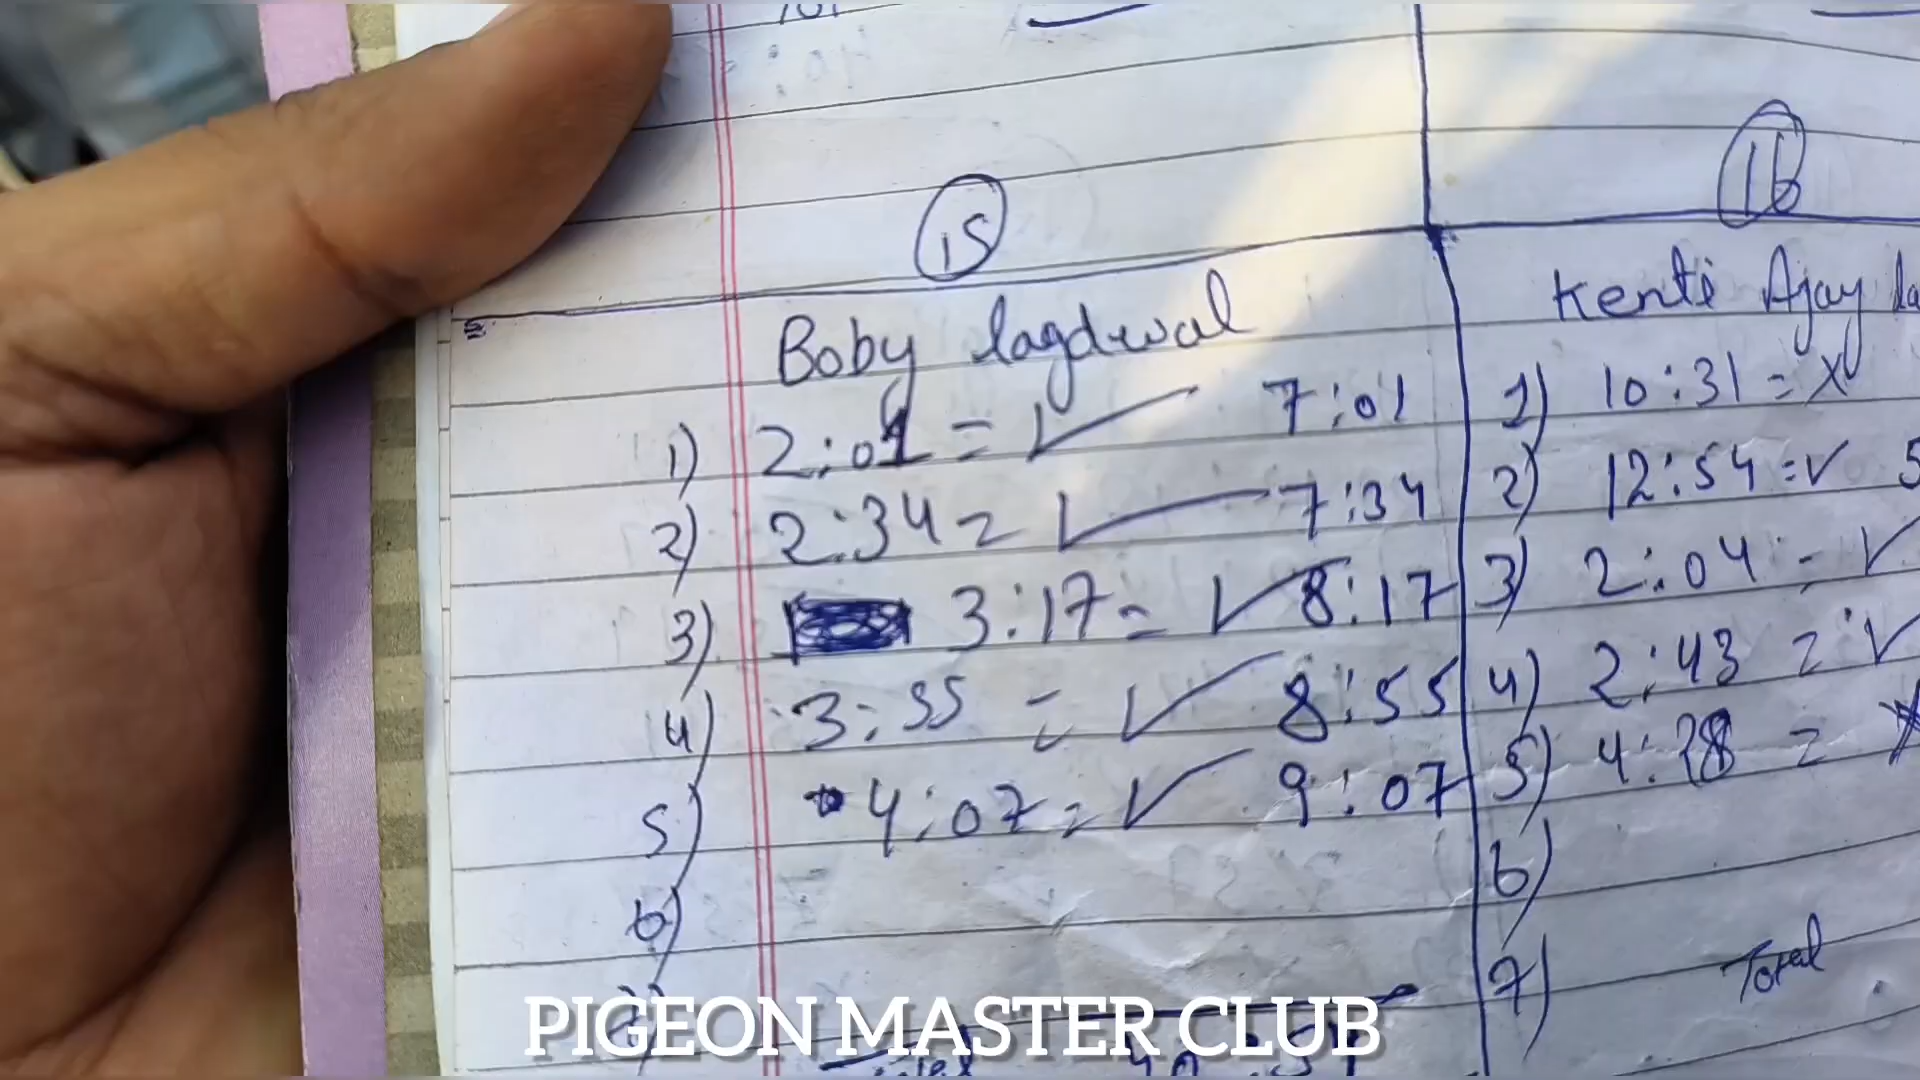 15
Boby lagdwal
1) 2:01 = ✓ 7:01
2) 2:34 = ✓ 7:34
3) 3:17 = ✓ 8:17
4) 3:55 = ✓ 8:55
5) 4:07 = ✓ 9:07
6)
16
Kenti Ajay la
1) 10:31 = X
2) 12:54 = ✓ 5
3) 2:04 = ✓
4) 2:43 = ✓
5) 4:28 = X
6)
7) Total
PIGEON MASTER CLUB